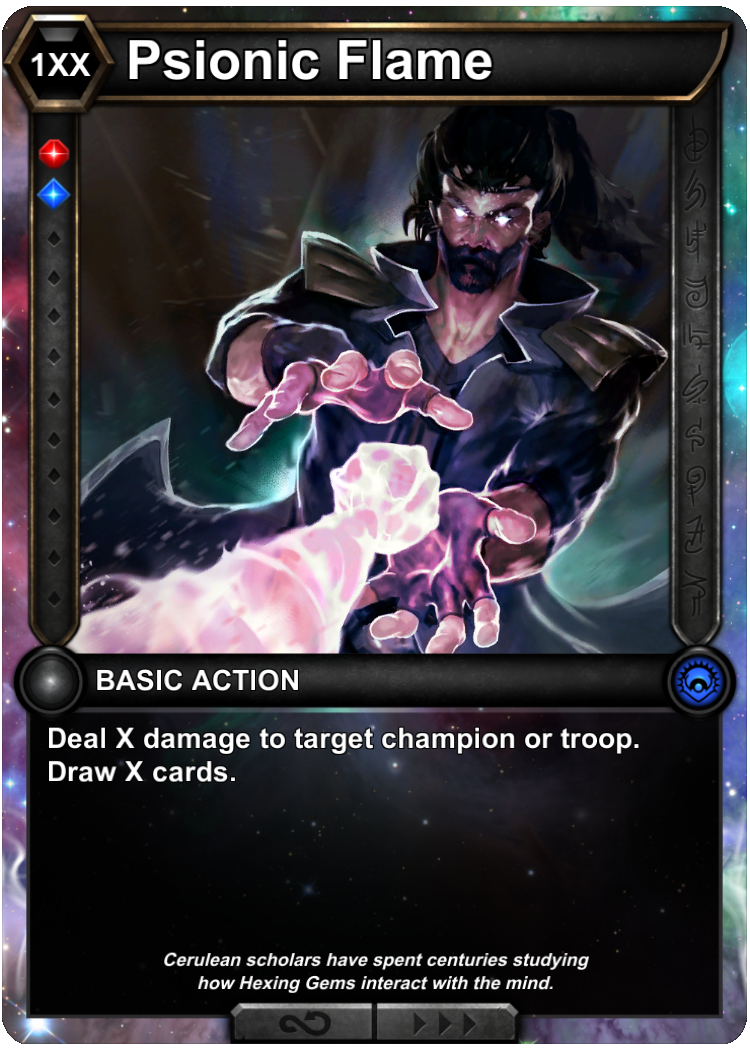 1XX
Psionic Flame
BASIC ACTION
Deal X damage to target champion or troop.
Draw X cards.
Cerulean scholars have spent centuries studying
how Hexing Gems interact with the mind.